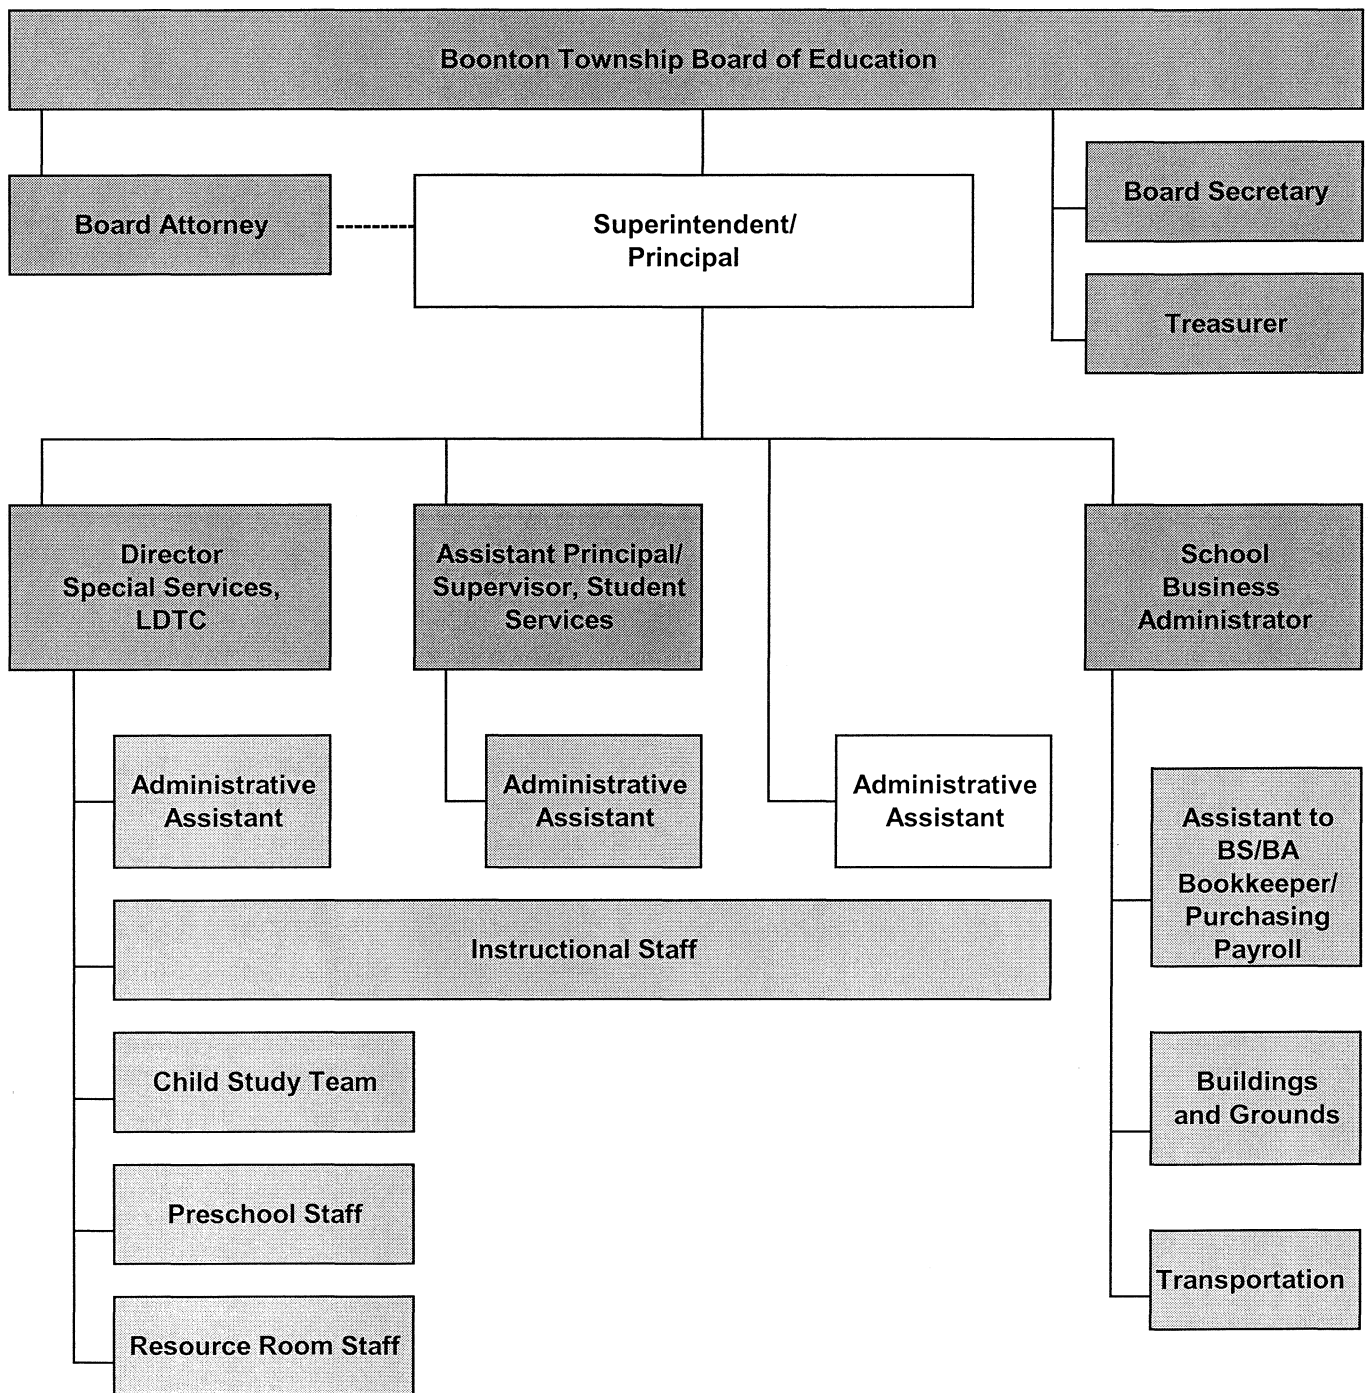 Boonton Township Board of Education
Board Attorney
Superintendent/
Principal
Board Secretary
Treasurer
Director
Special Services,
LDTC
Assistant Principal/
Supervisor, Student
Services
School
Business
Administrator
Administrative
Assistant
Administrative
Assistant
Administrative
Assistant
Assistant to
BS/BA
Bookkeeper/
Purchasing
Payroll
Instructional Staff
Child Study Team
Buildings
and Grounds
Preschool Staff
Transportation
Resource Room Staff